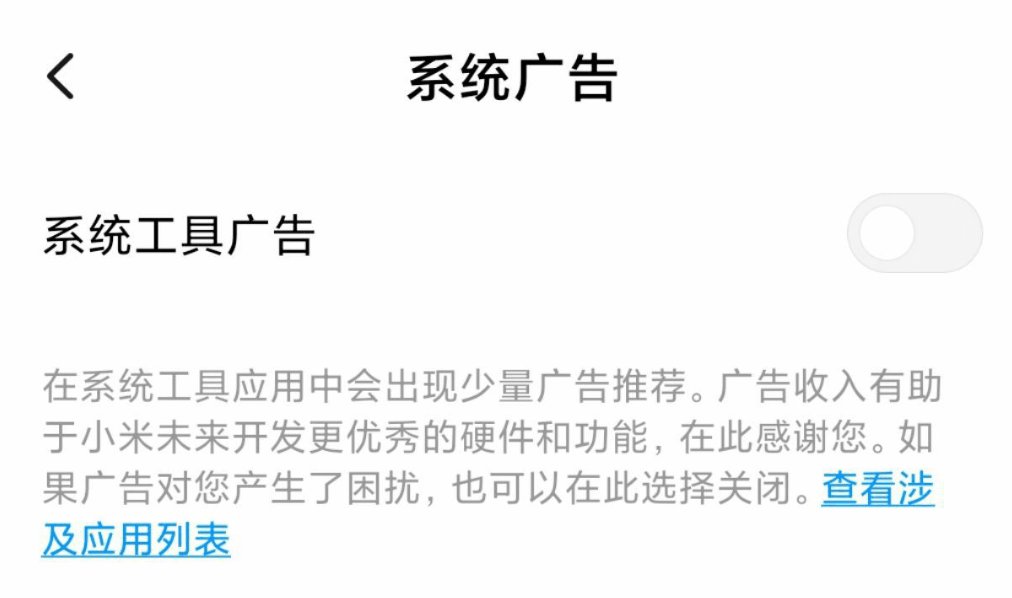 系统广告
系统工具广告
在系统工具应用中会出现少量广告推荐。广告收入有助
于小米未来开发更优秀的硬件和功能，在此感谢您。如
果广告对您产生了困扰，也可以在此选择关闭。查看涉
及应用列表